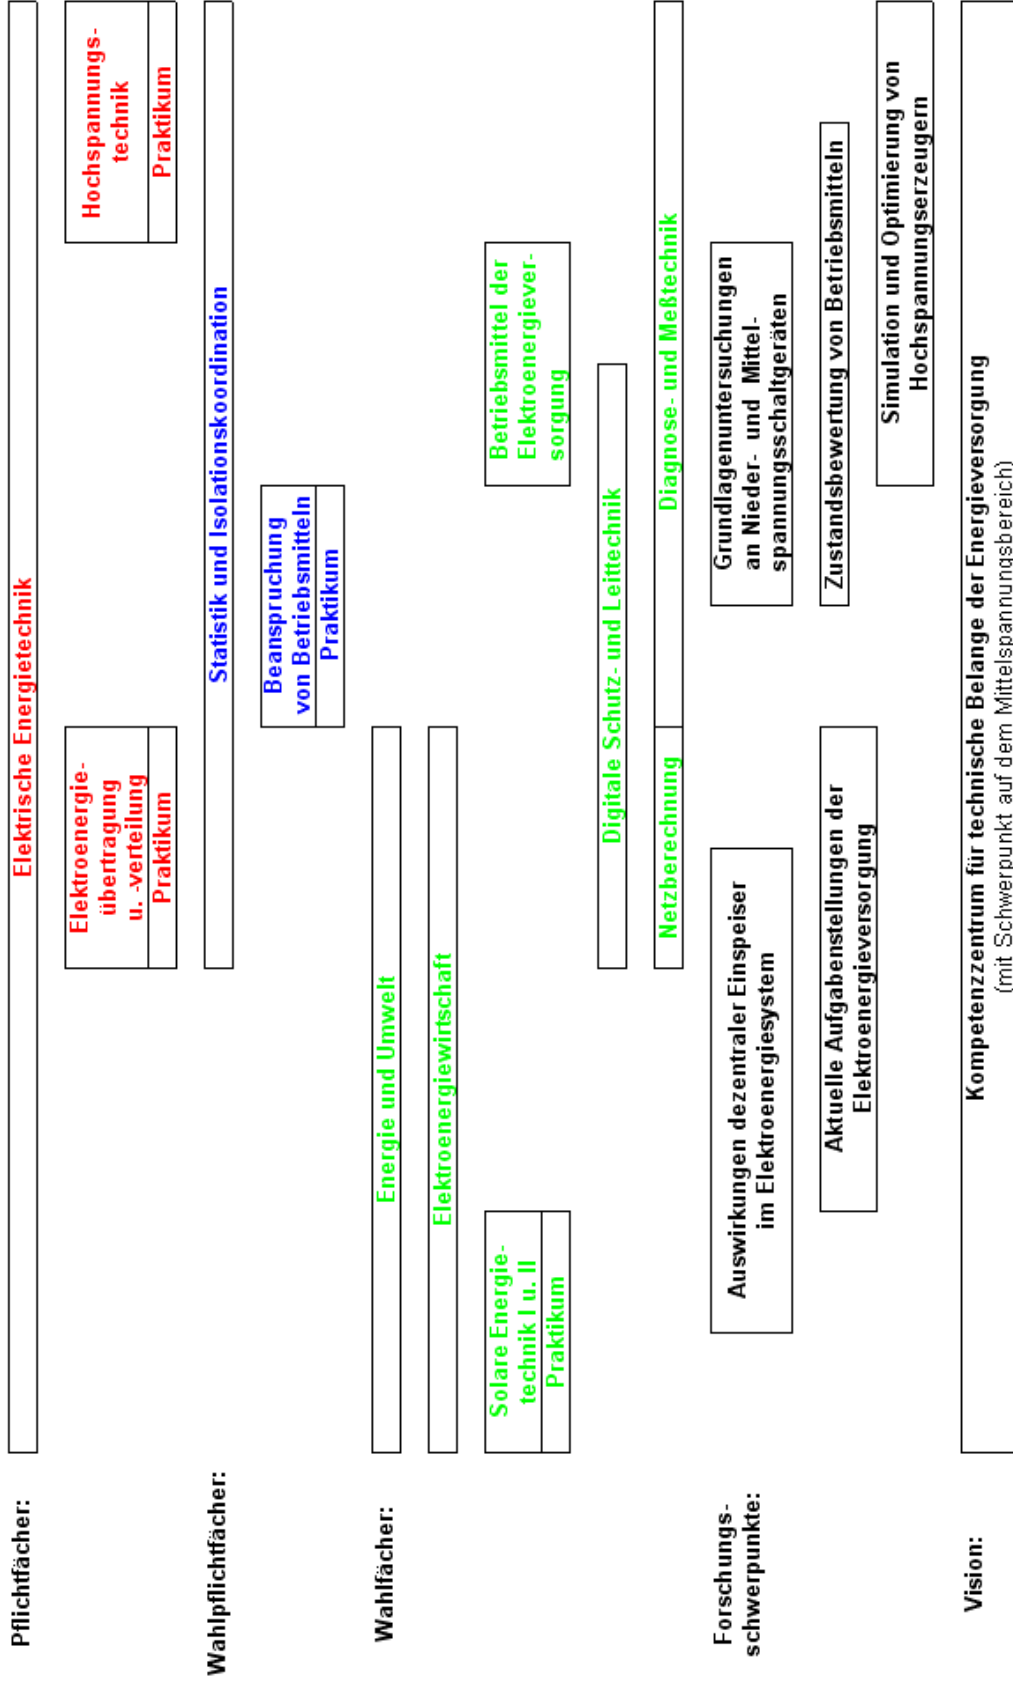 Pflichtfächer:
Elektrische Energietechnik
Elektroenergie-
übertragung
u. -verteilung
Praktikum
Hochspannungs-
technik
Praktikum
Wahlpflichtfächer:
Statistik und Isolationskoordination
Beanspruchung
von Betriebsmitteln
Praktikum
Wahlfächer:
Energie und Umwelt
Elektroenergiewirtschaft
Solare Energie-
technik I u. II
Praktikum
Betriebsmittel der
Elektroenergiever-
sorgung
Digitale Schutz- und Leittechnik
Netzberechnung
Diagnose- und Meßtechnik
Forschungs-
schwerpunkte:
Auswirkungen dezentraler Einspeiser
im Elektroenergiesystem
Grundlagenuntersuchungen
an Nieder- und Mittel-
spannungsschaltgeräten
Aktuelle Aufgabenstellungen der
Elektroenergieversorgung
Zustandsbewertung von Betriebsmitteln
Simulation und Optimierung von
Hochspannungserzeugern
Vision:
Kompetenzzentrum für technische Belange der Energieversorgung
(mit Schwerpunkt auf dem Mittelspannungsbereich)